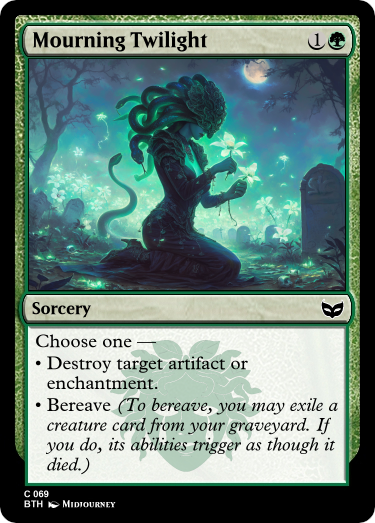 Mourning Twilight 1
Sorcery
Choose one —
• Destroy target artifact or
enchantment.
• Bereave (To bereave, you may exile a
creature card from your graveyard. If
you do, its abilities trigger as though it
died.)
C 069
BTH Midjourney